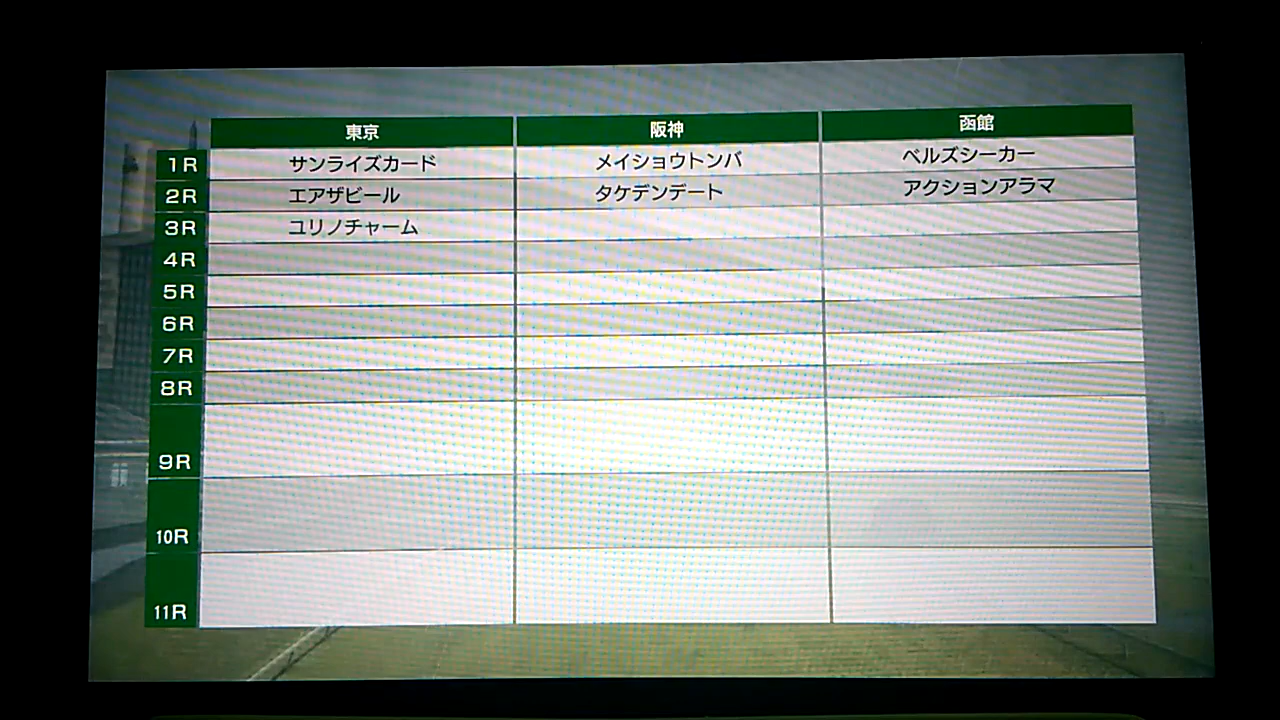 東京 阪神 函館
1R サンライズカード メイショウトンバ ベルズシーカー
2R エアザビール タケデンデート アクションアラマ
3R ユリノチャーム
4R
5R
6R
7R
8R
9R
10R
11R